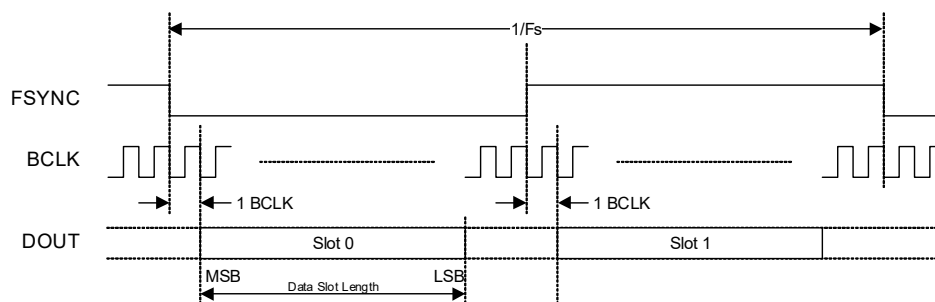 1/Fs
FSYNC
BCLK
1 BCLK 1 BCLK
DOUT Slot 0 Slot 1
MSB LSB
Data Slot Length